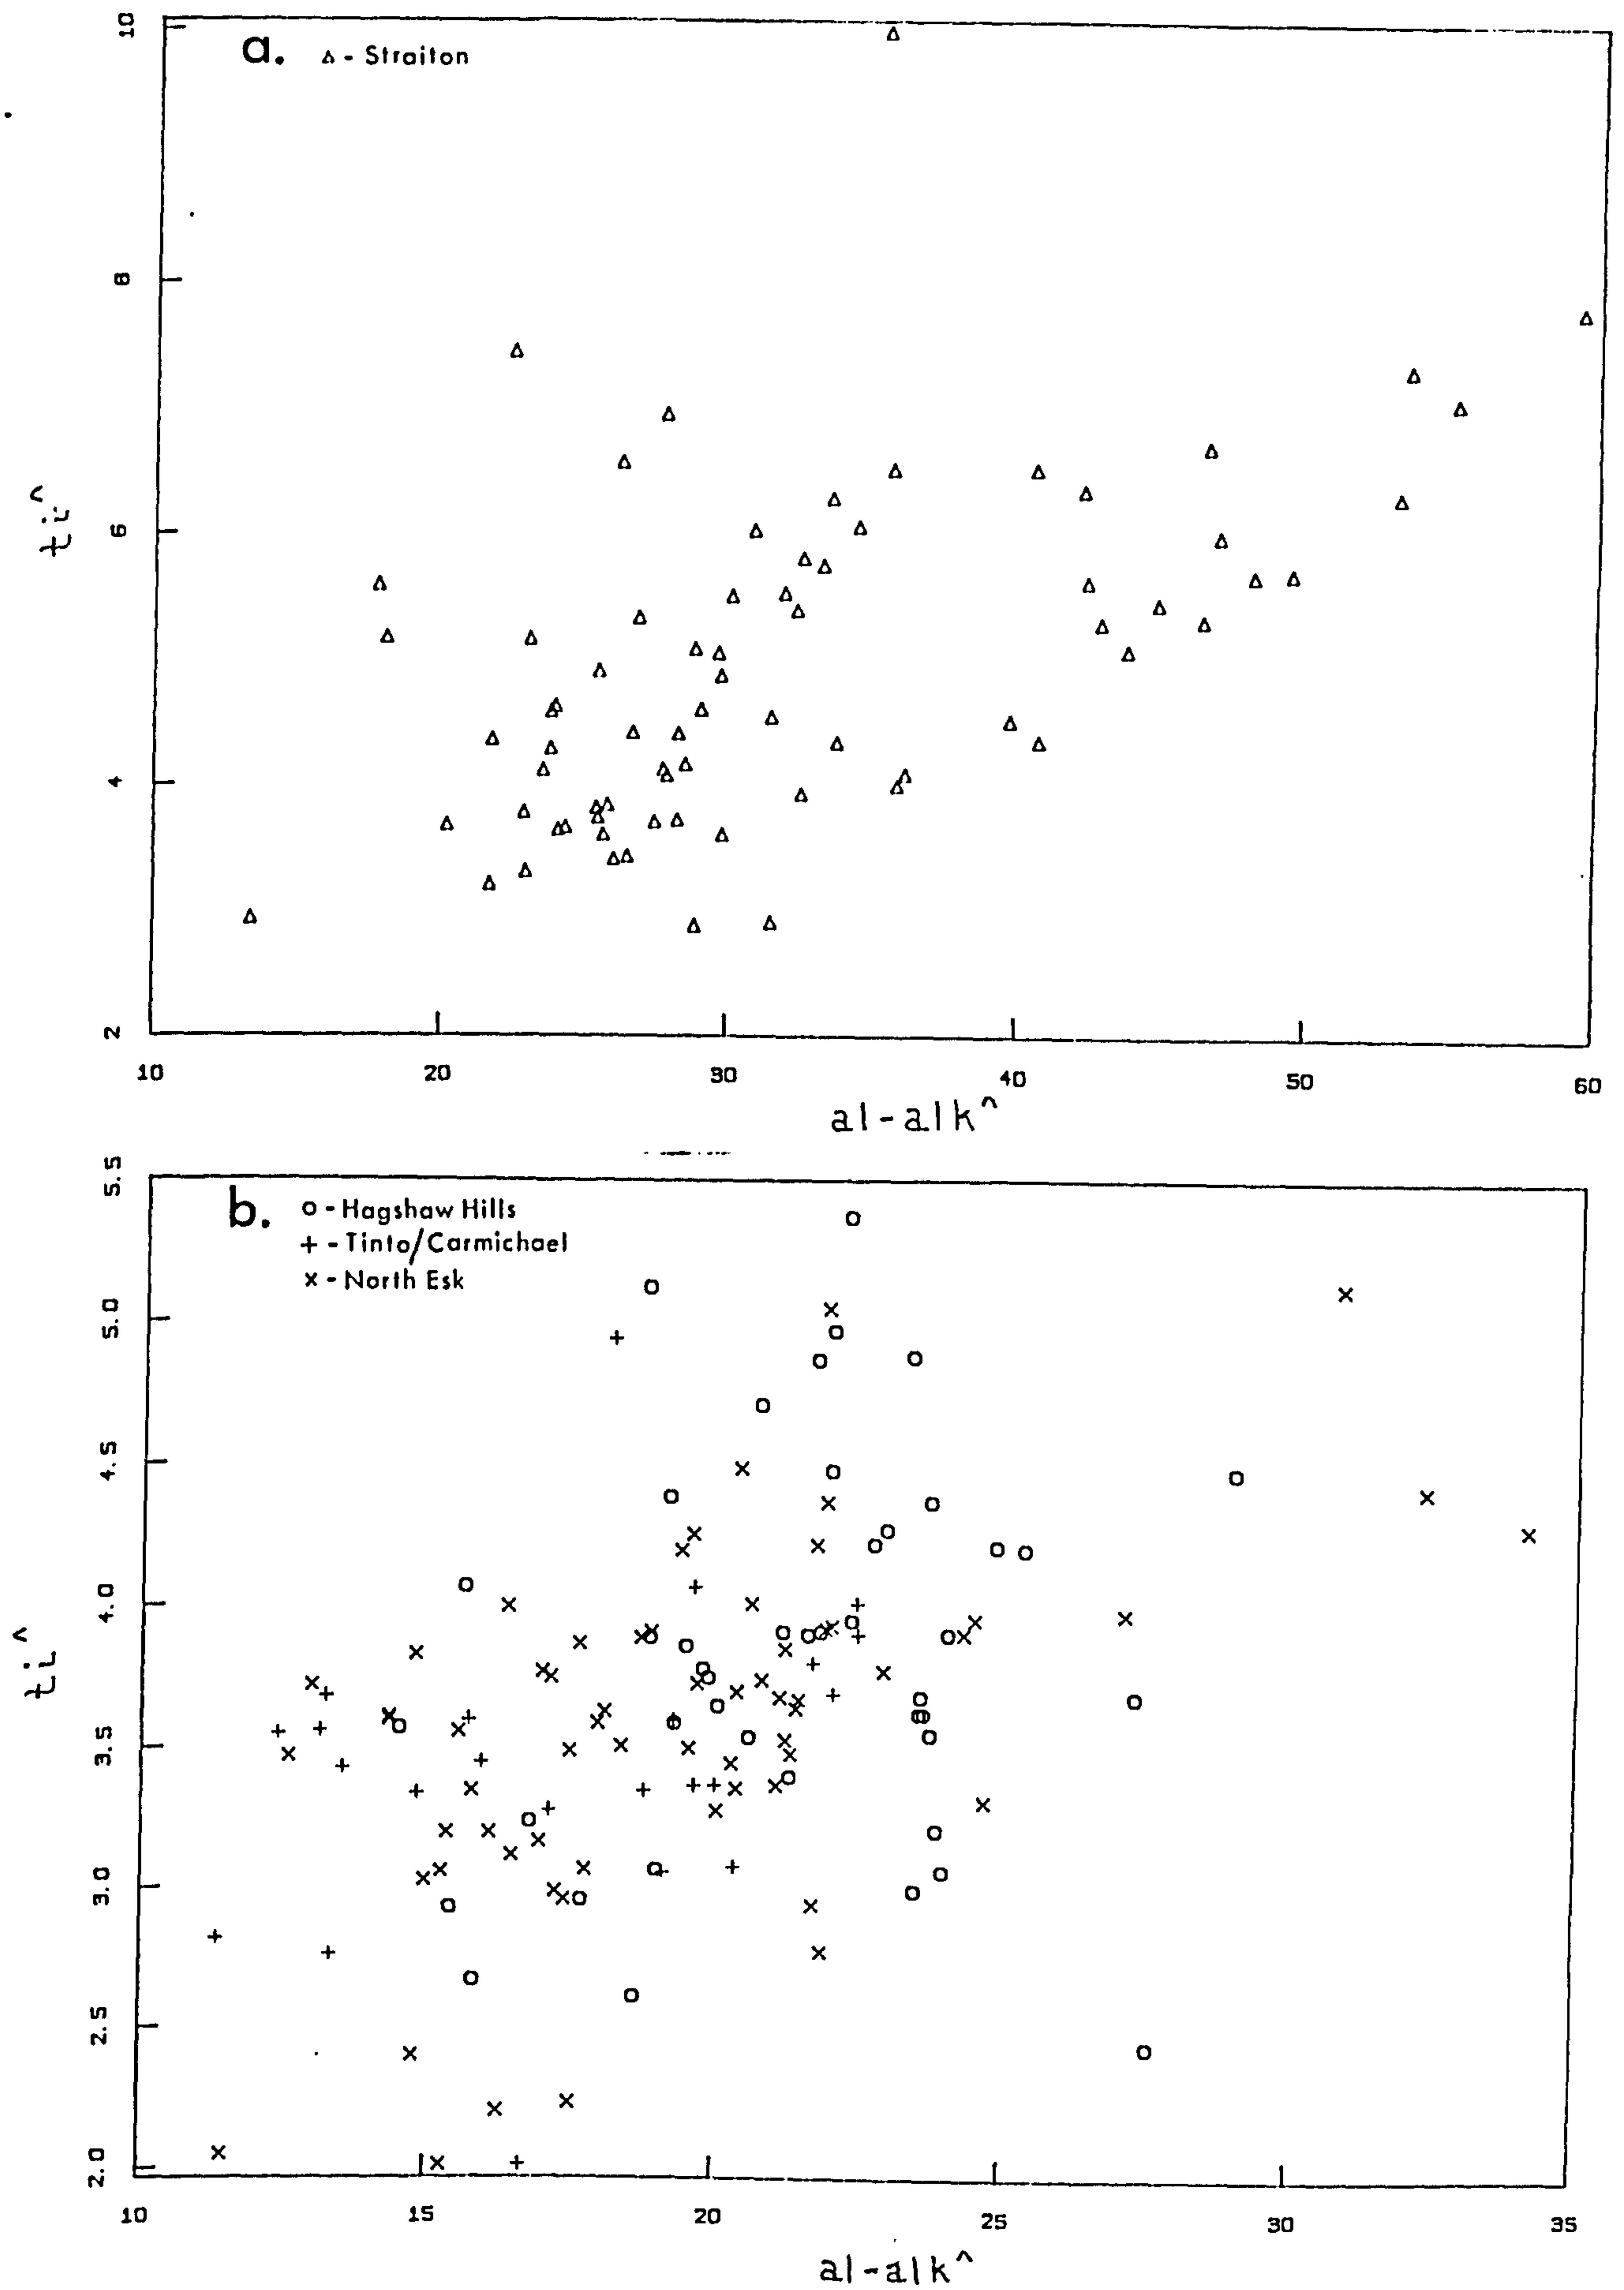 10
a. Δ - Straiton
8
6
ti^
4
2
10 20 30 40 50 60
al-alk^
5.5
b. o - Hagshaw Hills
+ - Tinto/Carmichael
x - North Esk
5.0
4.5
4.0
ti^
3.5
3.0
2.5
2.0
10 15 20 25 30 35
al-alk^